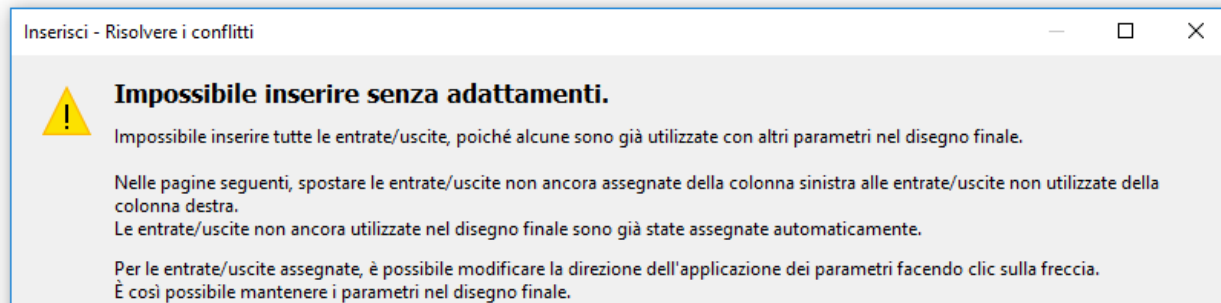 Inserisci - Risolvere i conflitti
Impossibile inserire senza adattamenti.
Impossibile inserire tutte le entrate/uscite, poiché alcune sono già utilizzate con altri parametri nel disegno finale.
Nelle pagine seguenti, spostare le entrate/uscite non ancora assegnate della colonna sinistra alle entrate/uscite non utilizzate della
colonna destra.
Le entrate/uscite non ancora utilizzate nel disegno finale sono già state assegnate automaticamente.
Per le entrate/uscite assegnate, è possibile modificare la direzione dell'applicazione dei parametri facendo clic sulla freccia.
È così possibile mantenere i parametri nel disegno finale.